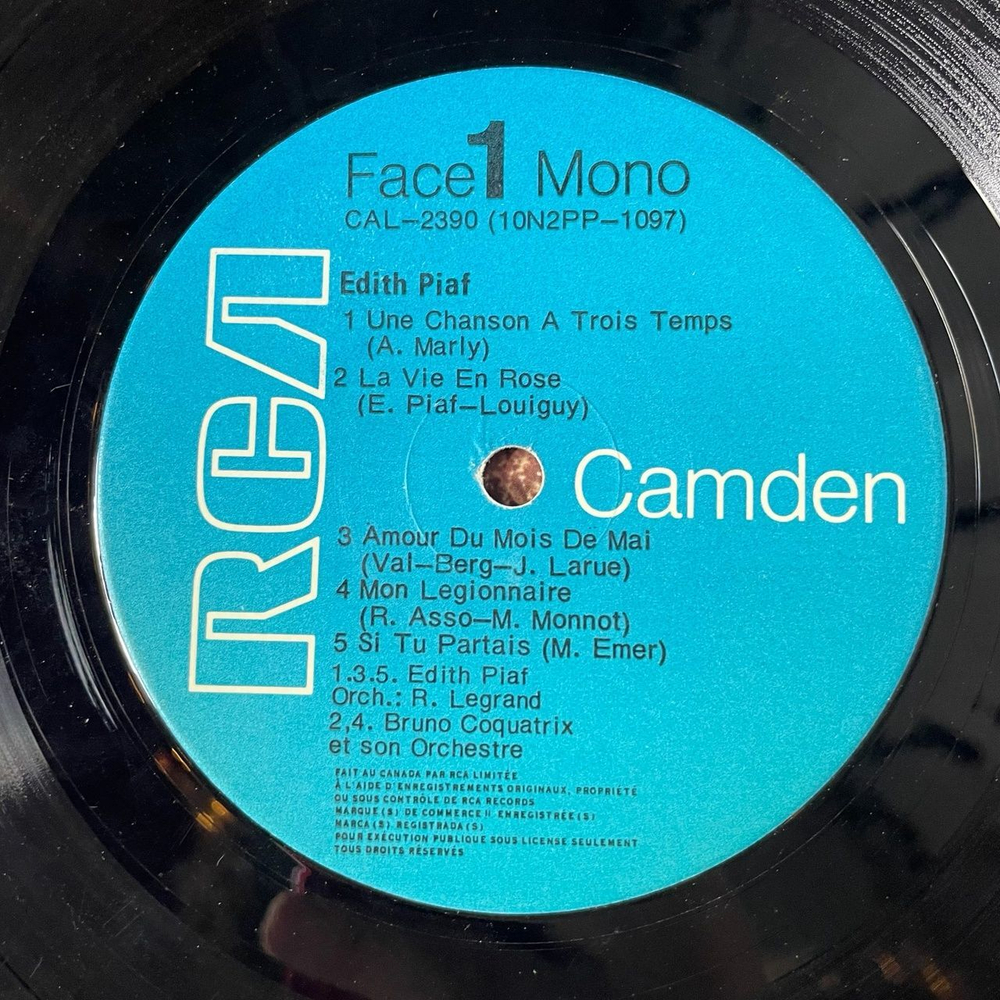 Face 1 Mono
CAL-2390 (10N2PP-1097)
RCA
Edith Piaf
1 Une Chanson A Trois Temps
(A. Marly)
2 La Vie En Rose
(E. Piaf-Louiguy)
Camden
3 Amour Du Mois De Mai
(Val-Berg-J. Larue)
4 Mon Legionnaire
(R. Asso-M. Monnot)
5 Si Tu Partais (M. Emer)
1.3.5. Edith Piaf
Orch.: R. Legrand
2,4. Bruno Coquatrix
et son Orchestre
FAIT AU CANADA PAR RCA LIMITÉE
À L'AIDE D'ENREGISTREMENTS ORIGINAUX, PROPRIÉTÉ
OU SOUS CONTRÔLE DE RCA RECORDS
MARQUE(S) DE COMMERCE ENREGISTRÉE(S)
MARCA(S) REGISTRADA(S)
POUR EXÉCUTION PUBLIQUE SOUS LICENSE SEULEMENT
TOUS DROITS RÉSERVÉS